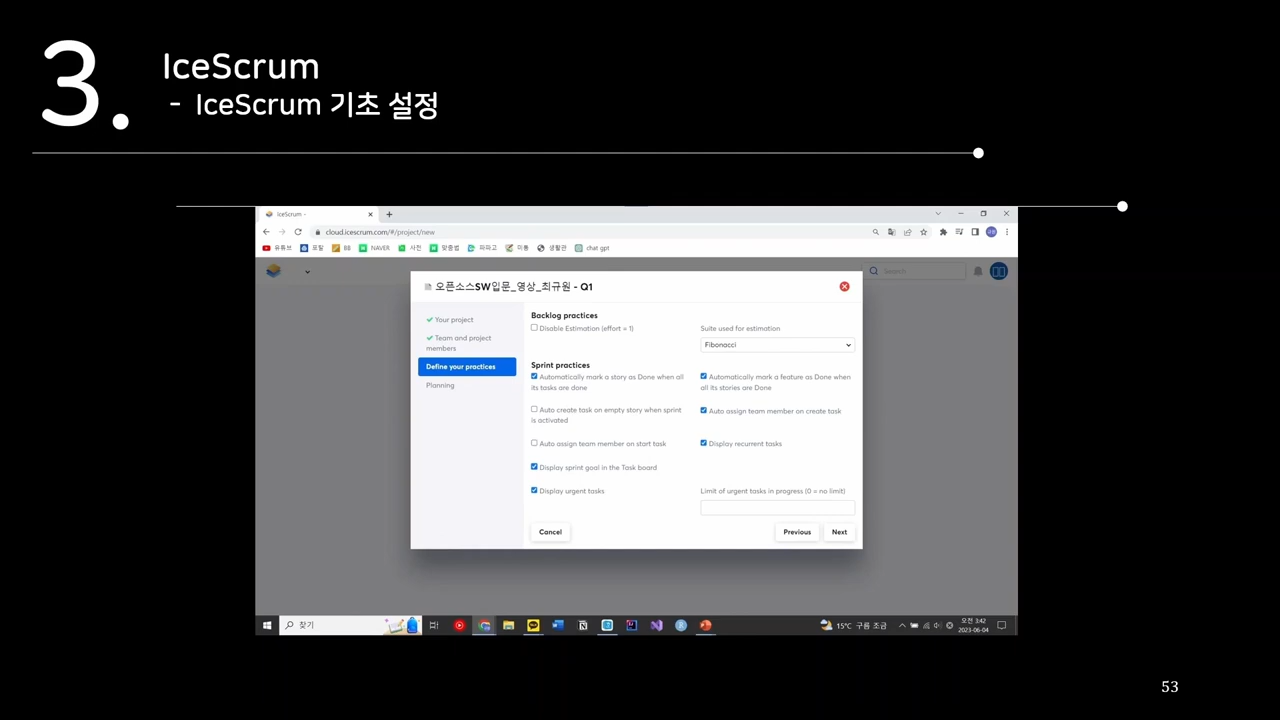 3.
IceScrum
- IceScrum 기초 설정
IceScrum -
cloud.icescrum.com/#/project/new
유튜브 포털 BB NAVER 사전 맞춤법 파파고 이통 생활관 chat gpt
Search
오픈소스SW입문_영상_최규원 - Q1
Your project
Team and project
members
Define your practices
Planning
Backlog practices
Disable Estimation (effort = 1)
Suite used for estimation
Fibonacci
Sprint practices
Automatically mark a story as Done when all
its tasks are done
Automatically mark a feature as Done when
all its stories are Done
Auto create task on empty story when sprint
is activated
Auto assign team member on create task
Auto assign team member on start task
Display recurrent tasks
Display sprint goal in the Task board
Display urgent tasks
Limit of urgent tasks in progress (0 = no limit)
Cancel
Previous
Next
찾기
15°C 구름 조금
오전 3:42
2023-06-04
53